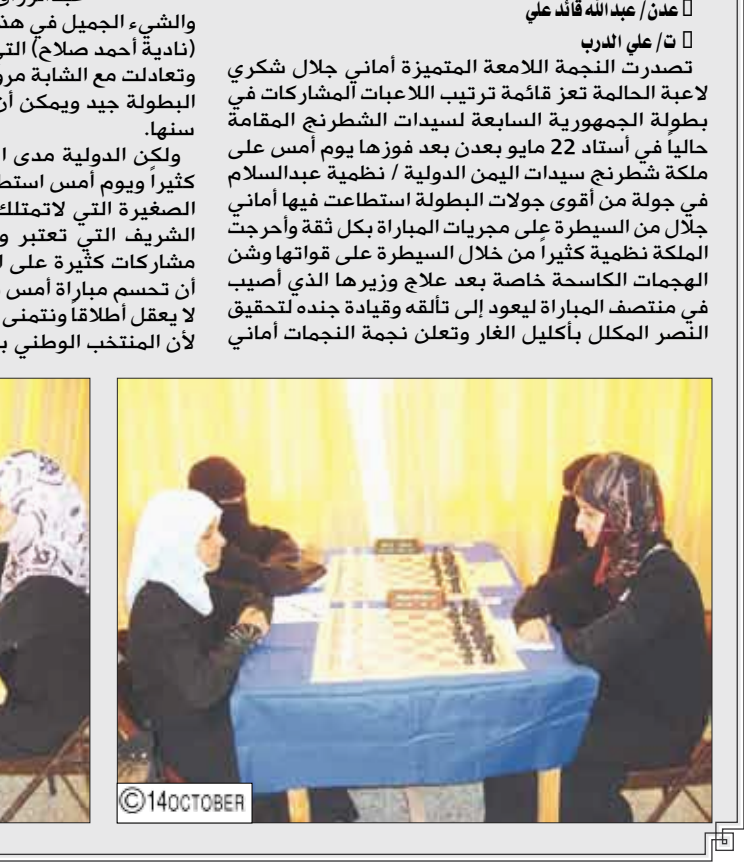 عدن/ عبدالله قائد علي
ت/ علي الدرب
تصدرت النجمة اللامعة المتميزة أماني جلال شكري
لاعبة الحالمة تعز قائمة ترتيب اللاعبات المشاركات في
بطولة الجمهورية السابعة لسيدات الشطرنج المقامة
حالياً في أستاد 22 مايو بعدن بعد فوزها يوم أمس على
ملكة شطرنج سيدات اليمن الدولية / نظمية عبدالسلام
في جولة من أقوى جولات البطولة استطاعت فيها أماني
جلال من السيطرة على مجريات المباراة بكل ثقة وأحرجت
الملكة نظمية كثيراً من خلال السيطرة على قواتها وشن
الهجمات الكاسحة خاصة بعد علاج وزيرها الذي أصيب
في منتصف المباراة ليعود إلى تألقه وقيادة جنده لتحقيق
النصر المكلل بأكليل الغار وتعلن نجمة النجمات أماني
والشيء الجميل في هذ
(نادية أحمد صلاح) التي
وتعادلت مع الشابة مرو
البطولة جيد ويمكن أن
سنها.
ولكن الدولية مدى ا
كثيراً ويوم أمس استط
الصغيرة التي لاتمتلك
الشريف التي تعتبر و
مشاركات كثيرة على ا
أن تحسم مباراة أمس
لا يعقل أطلاقاً ونتمنى
لأن المنتخب الوطني ب
©14OCTOBER